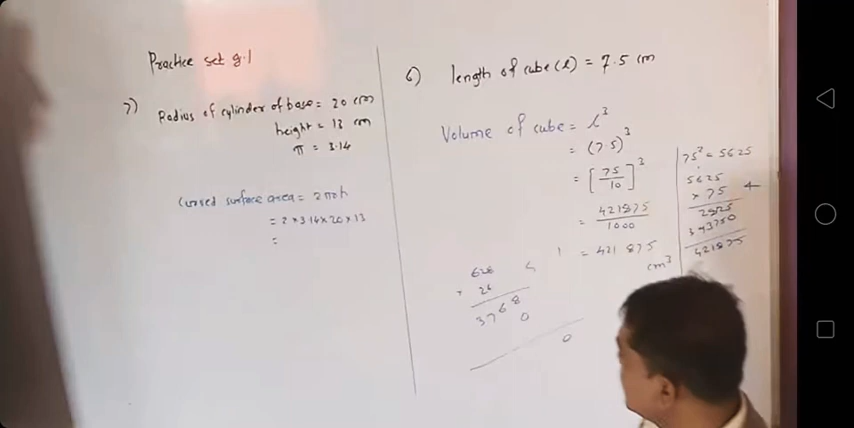 Practice set 9.1
7) Radius of cylinder of base = 20 cm
height = 13 cm
π = 3.14
Curved surface area = 2πrh
= 2 × 3.14 × 20 × 13
=
6) length of cube (l) = 7.5 cm
Volume of cube = l³
= (7.5)³
= [75/10]³
= 421875/1000
= 421 875
cm³
75² = 5625
5625
× 75
393750
421875
628
× 26
3768
0
0